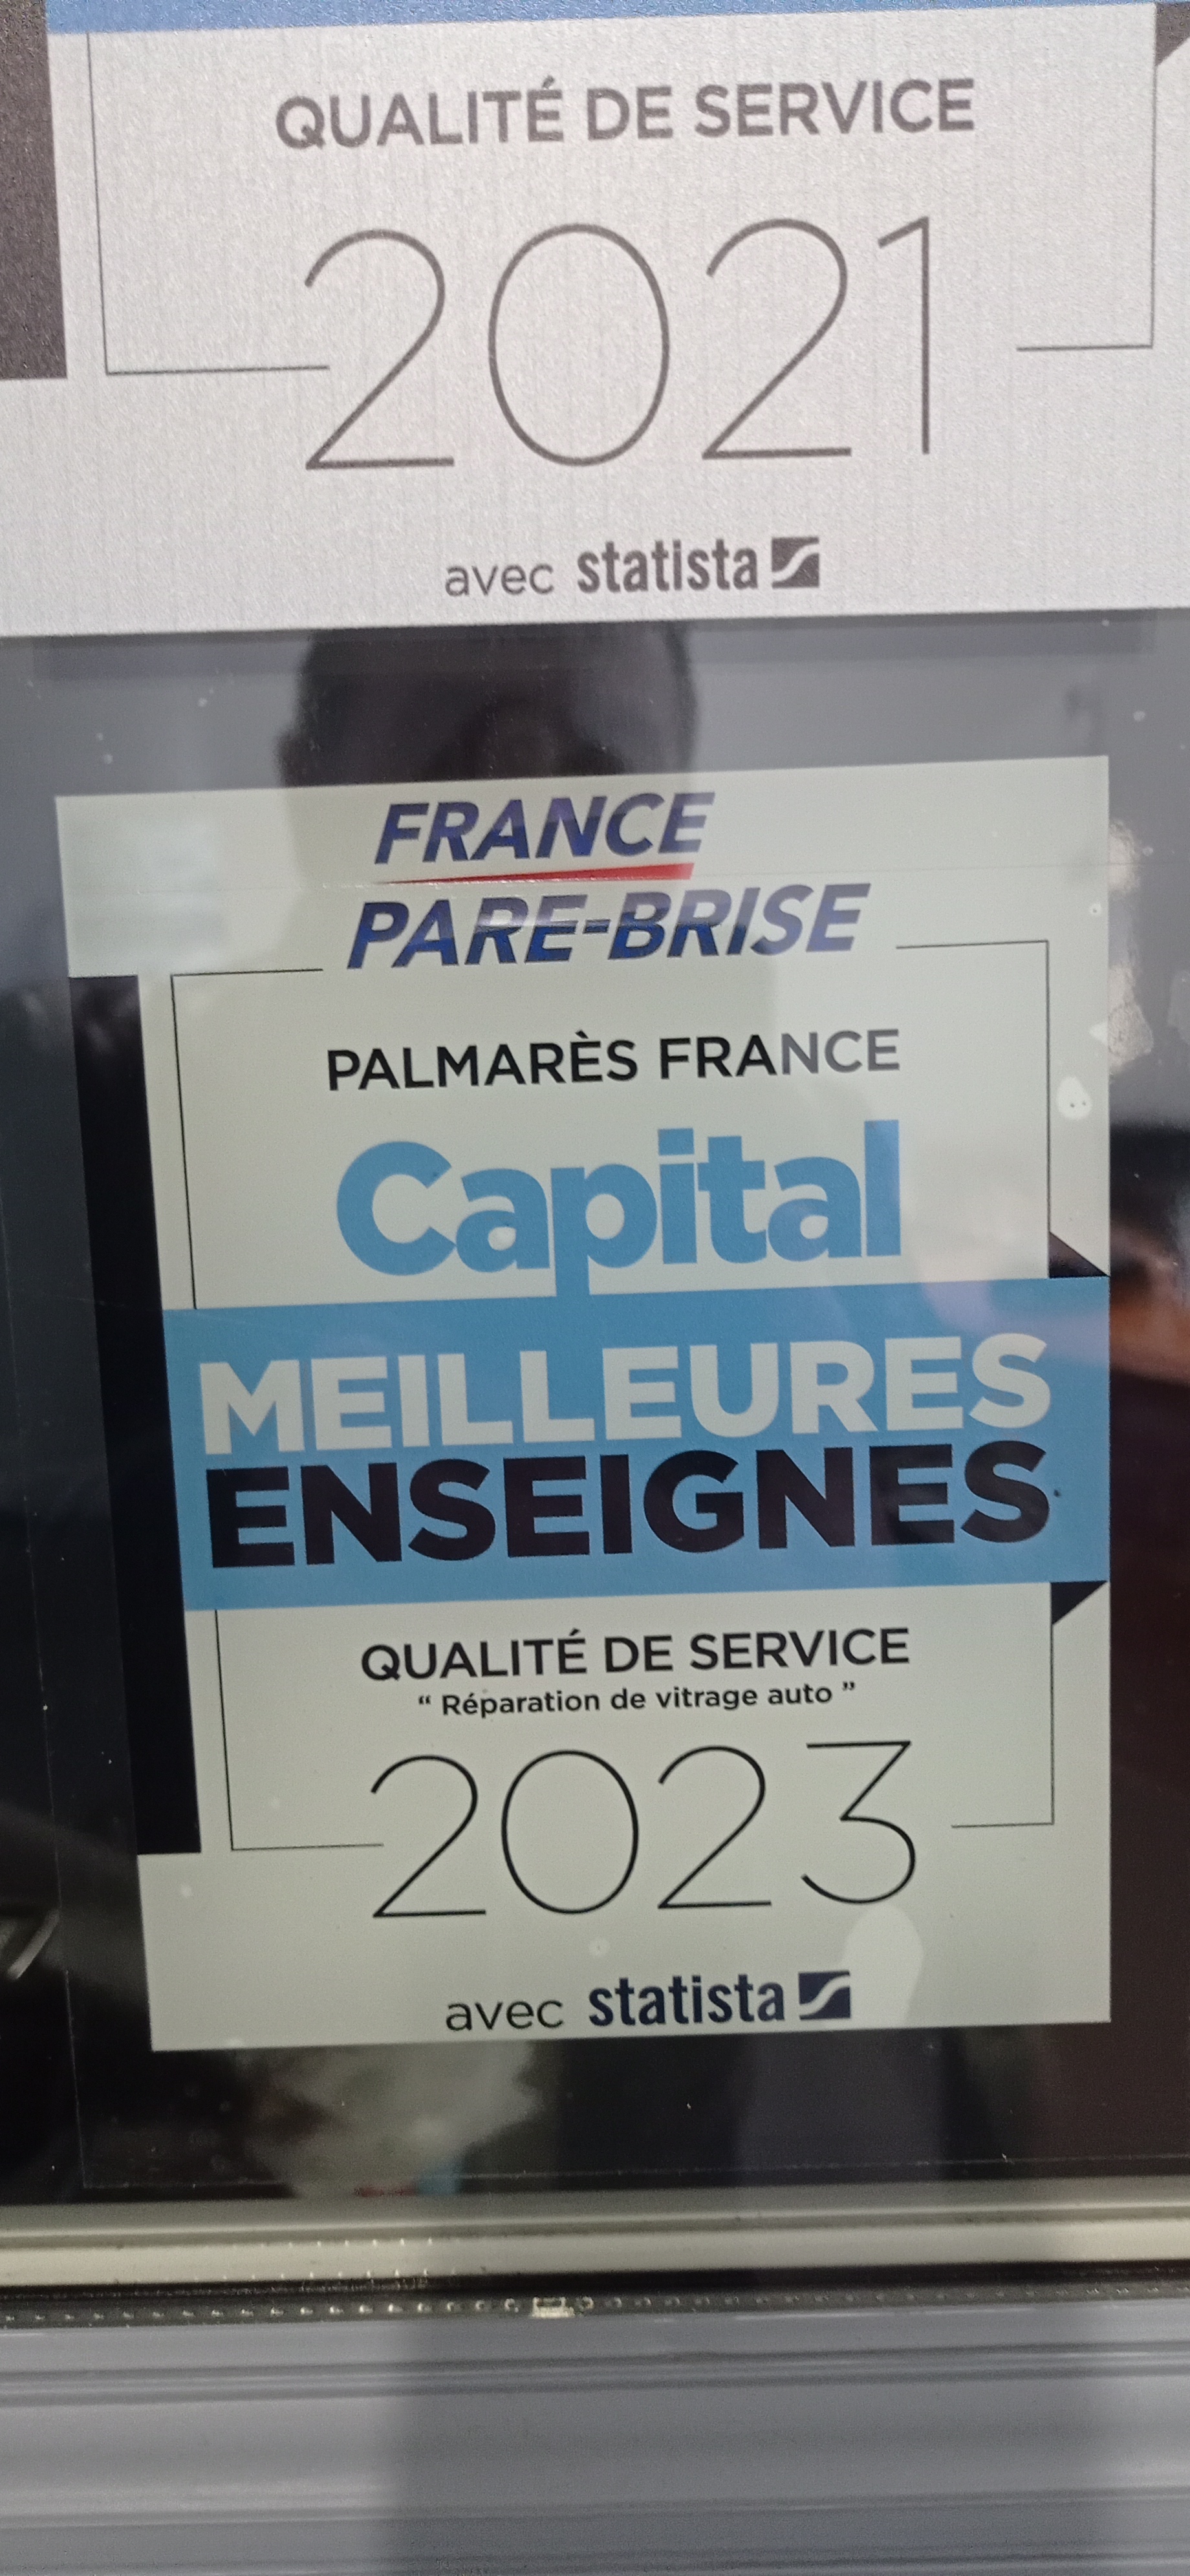 QUALITÉ DE SERVICE
2021
avec statista
FRANCE
PARE-BRISE
PALMARÈS FRANCE
Capital
MEILLEURES
ENSEIGNES
QUALITÉ DE SERVICE
“ Réparation de vitrage auto ”
2023
avec statista